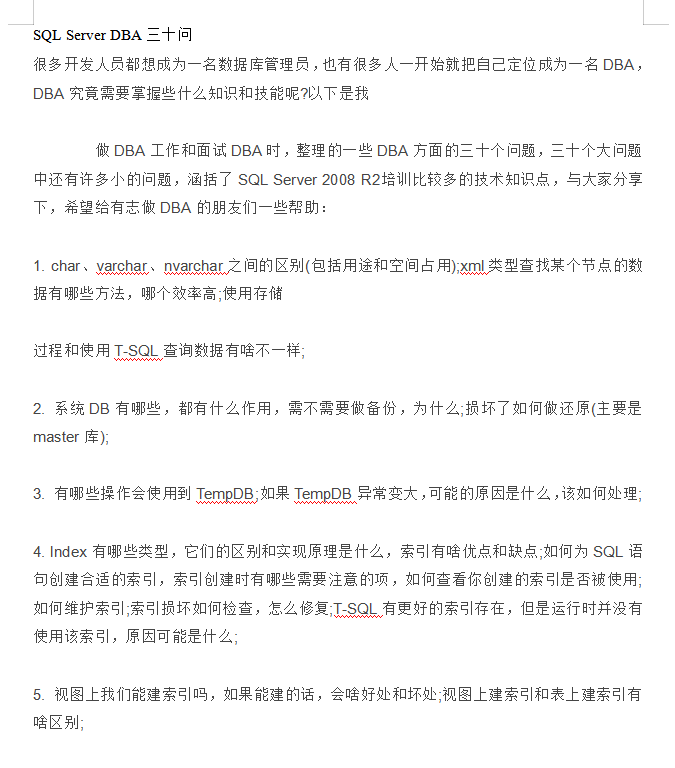 SQL Server DBA 三十问
很多开发人员都想成为一名数据库管理员，也有很多人一开始就把自己定位成为一名 DBA，
DBA 究竟需要掌握些什么知识和技能呢?以下是我
做 DBA 工作和面试 DBA 时，整理的一些 DBA 方面的三十个问题，三十个大问题
中还有许多小的问题，涵括了 SQL Server 2008 R2培训比较多的技术知识点，与大家分享
下，希望给有志做 DBA 的朋友们一些帮助：
1. char、varchar、nvarchar 之间的区别(包括用途和空间占用);xml 类型查找某个节点的数
据有哪些方法，哪个效率高;使用存储
过程和使用 T-SQL 查询数据有啥不一样;
2. 系统 DB 有哪些，都有什么作用，需不需要做备份，为什么;损坏了如何做还原(主要是
master 库);
3. 有哪些操作会使用到 TempDB;如果 TempDB 异常变大，可能的原因是什么，该如何处理;
4. Index 有哪些类型，它们的区别和实现原理是什么，索引有啥优点和缺点;如何为 SQL 语
句创建合适的索引，索引创建时有哪些需要注意的项，如何查看你创建的索引是否被使用;
如何维护索引;索引损坏如何检查，怎么修复;T-SQL 有更好的索引存在，但是运行时并没有
使用该索引，原因可能是什么;
5. 视图上我们能建索引吗，如果能建的话，会啥好处和坏处;视图上建索引和表上建索引有
啥区别;